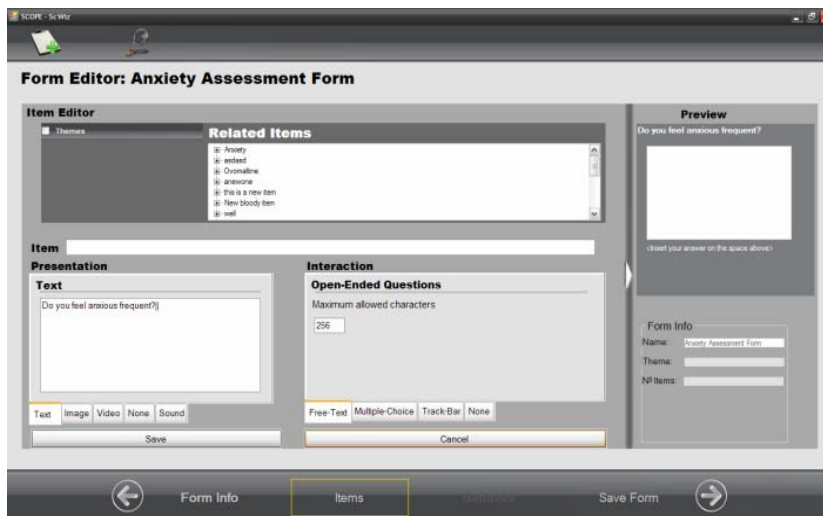 SCOPE - ScWiz
Form Editor: Anxiety Assessment Form
Item Editor
Themes
Related Items
Anxiety
asdasd
Ovomaltine
anewone
this is a new item
New bloody item
well
Item
Presentation
Text
Do you feel anxious frequent?
Text Image Video None Sound
Save
Interaction
Open-Ended Questions
Maximum allowed characters
256
Free-Text Multiple-Choice Track-Bar None
Cancel
Preview
Do you feel anxious frequent?
<Insert your answer on the space above>
Form Info
Name: Anxiety Assessment Form
Theme:
Nº Items:
Form Info Items Behavior Save Form